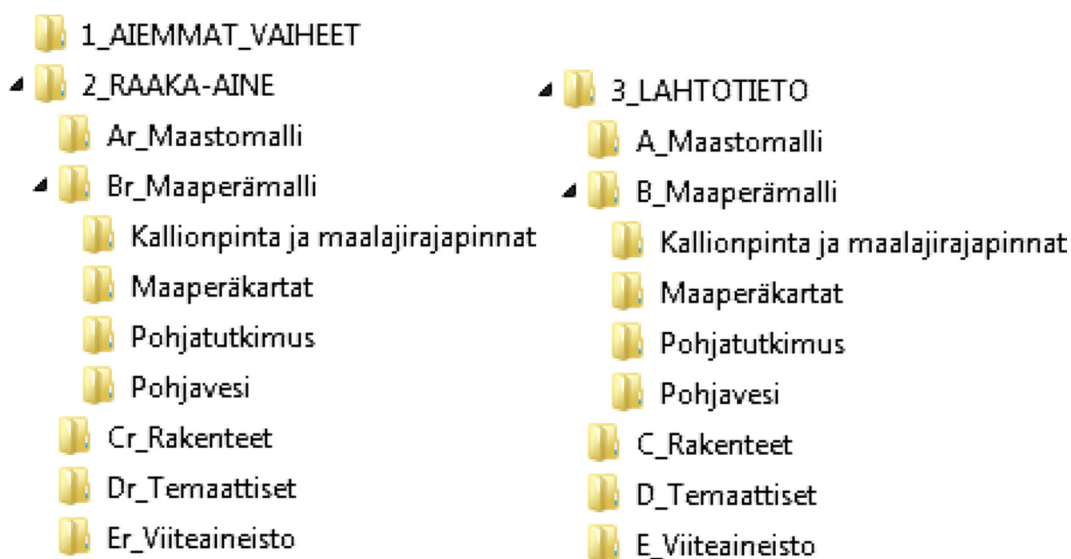 1_AIEMMAT_VAIHEET
2_RAAKA-AINE
Ar_Maastomalli
Br_Maaperämalli
Kallionpinta ja maalajirajapinnat
Maaperäkartat
Pohjatutkimus
Pohjavesi
Cr_Rakenteet
Dr_Temaattiset
Er_Viiteaineisto
3_LAHTOTIETO
A_Maastomalli
B_Maaperämalli
Kallionpinta ja maalajirajapinnat
Maaperäkartat
Pohjatutkimus
Pohjavesi
C_Rakenteet
D_Temaattiset
E_Viiteaineisto